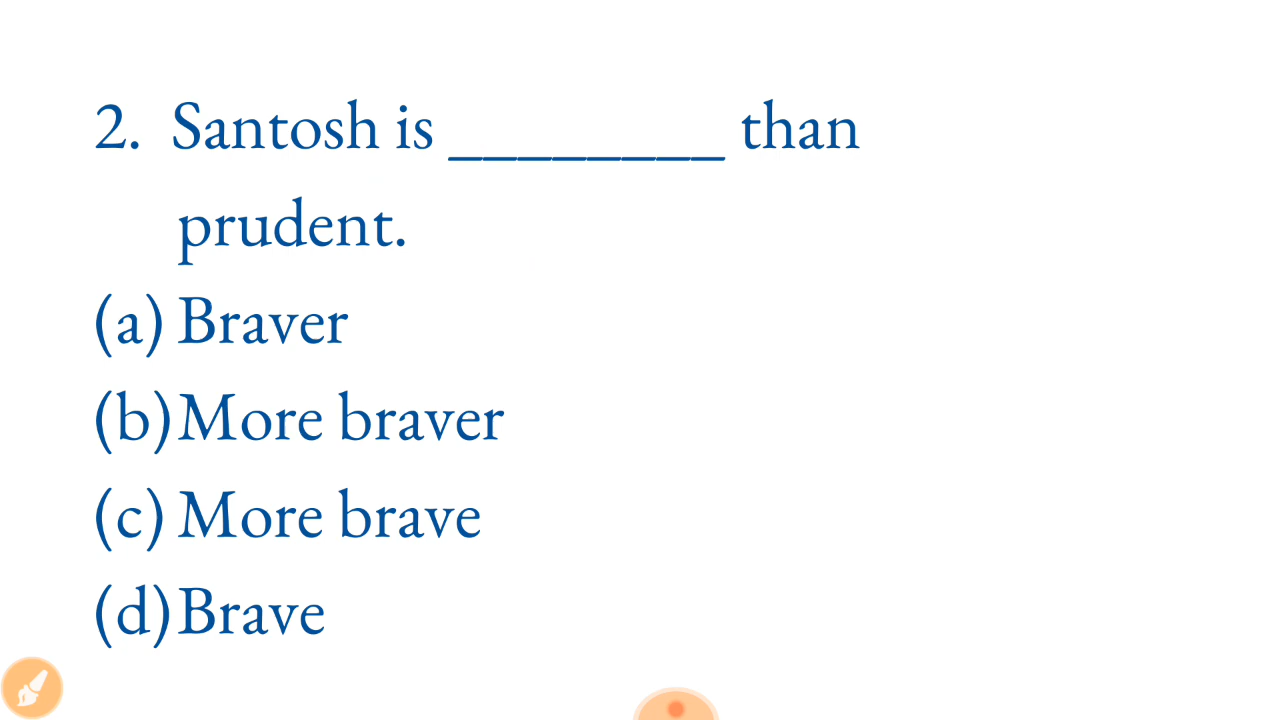 2. Santosh is ________ than
prudent.
(a) Braver
(b) More braver
(c) More brave
(d) Brave